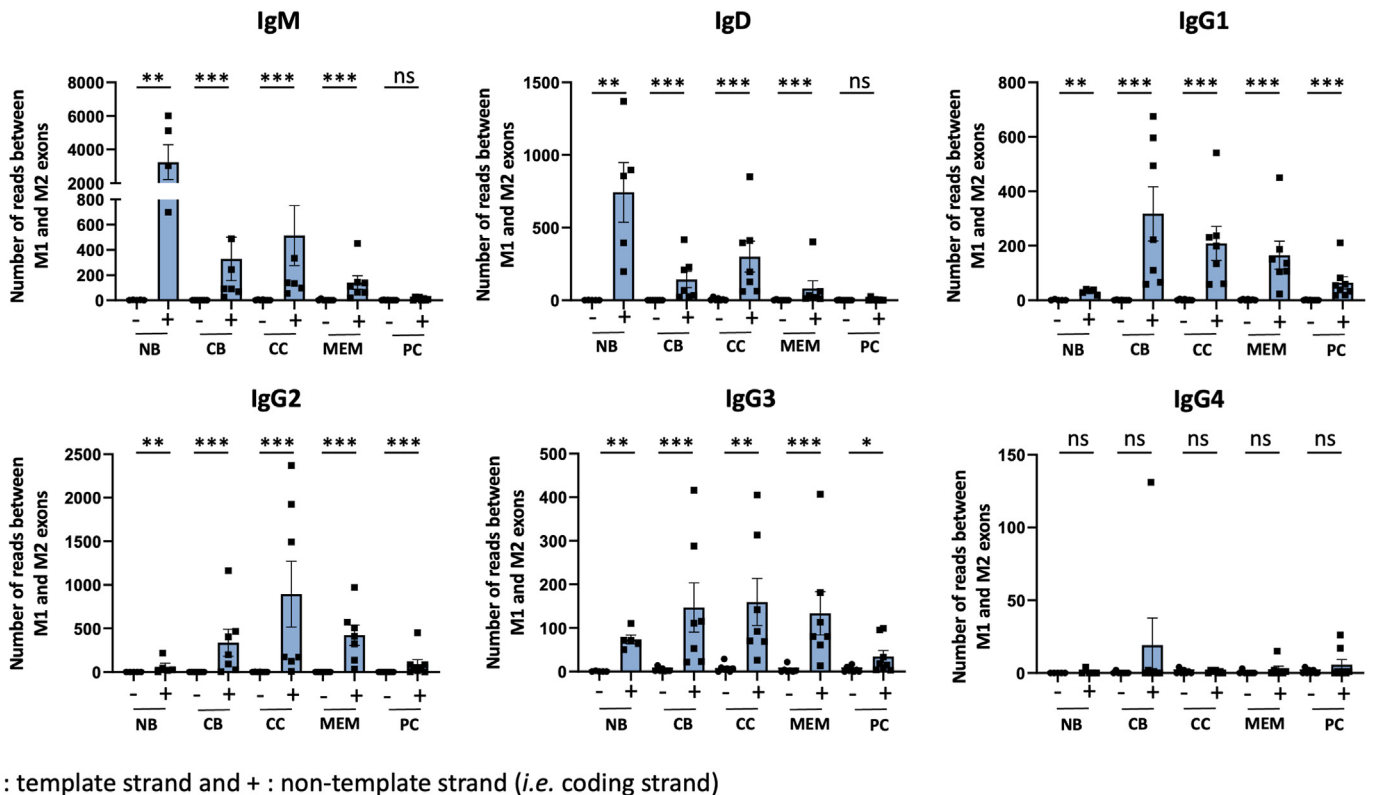 IgM
IgD
IgG1
Number of reads between
M1 and M2 exons
8000
6000
4000
2000
800
600
400
200
0
** *** *** *** ns
- + - + - + - + - +
NB CB CC MEM PC
Number of reads between
M1 and M2 exons
1500
1000
500
0
** *** *** *** ns
- + - + - + - + - +
NB CB CC MEM PC
Number of reads between
M1 and M2 exons
800
600
400
200
0
** *** *** *** ***
- + - + - + - + - +
NB CB CC MEM PC
IgG2
IgG3
IgG4
Number of reads between
M1 and M2 exons
2500
2000
1500
1000
500
0
** *** *** *** ***
- + - + - + - + - +
NB CB CC MEM PC
Number of reads between
M1 and M2 exons
500
400
300
200
100
0
** *** ** *** *
- + - + - + - + - +
NB CB CC MEM PC
Number of reads between
M1 and M2 exons
150
100
50
0
ns ns ns ns ns
- + - + - + - + - +
NB CB CC MEM PC
: template strand and + : non-template strand (i.e. coding strand)